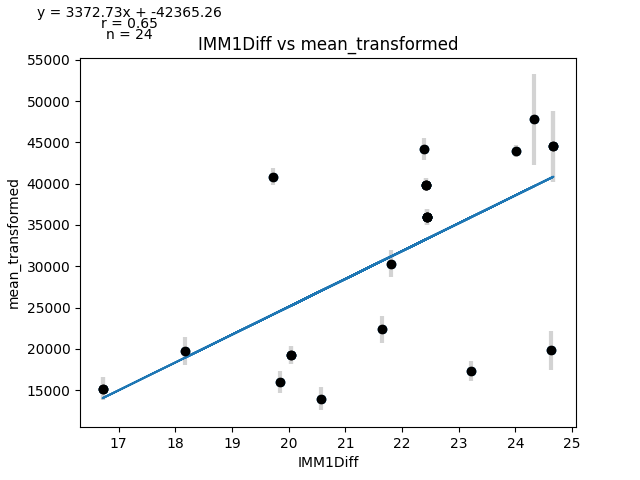 y = 3372.73x + -42365.26
r = 0.65
n = 24
IMM1Diff vs mean_transformed
55000
50000
45000
40000
35000
30000
25000
20000
15000
mean_transformed
17 18 19 20 21 22 23 24 25
IMM1Diff